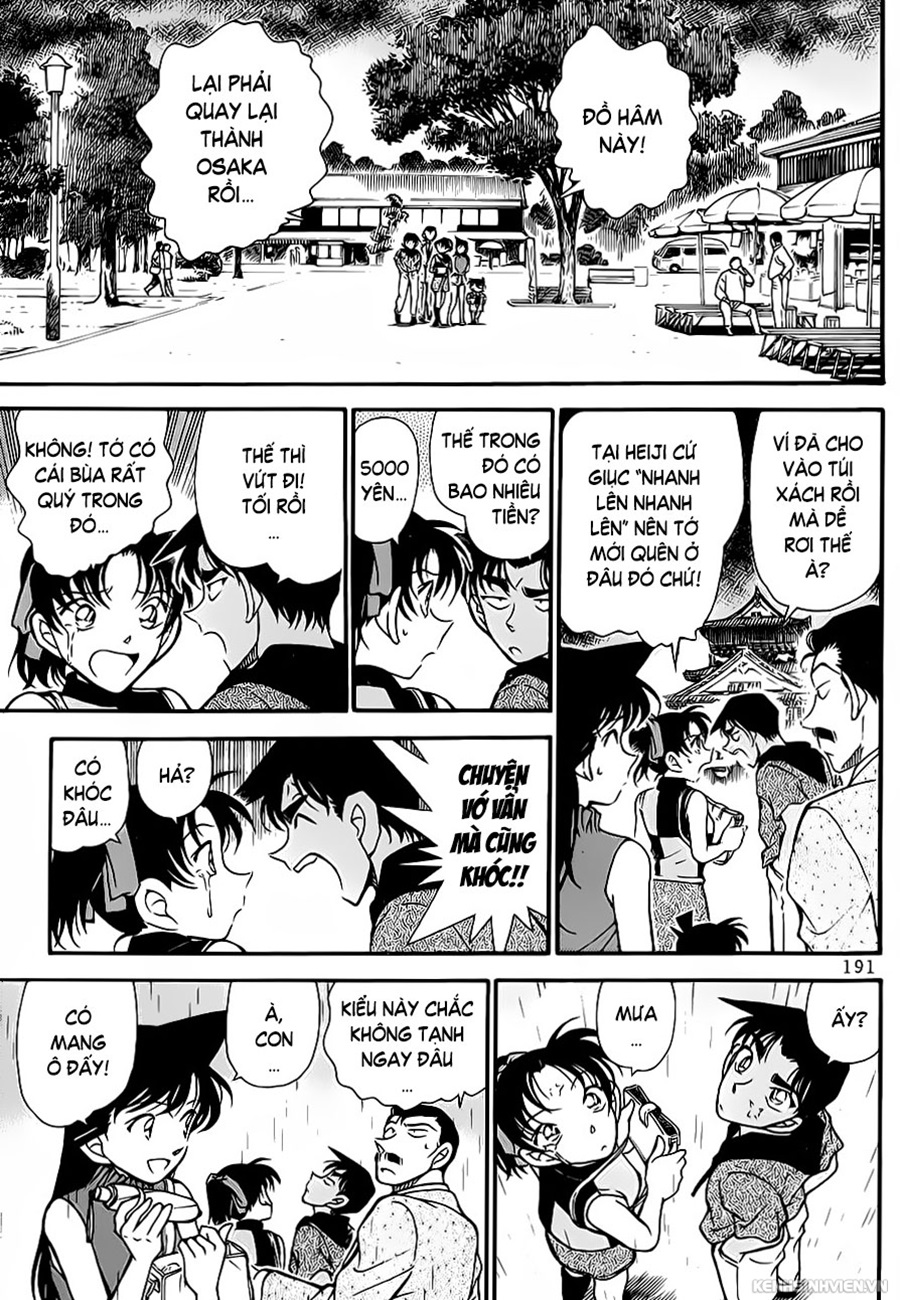 ĐỒ HÂM
NÀY!
LẠI PHẢI
QUAY LẠI
THÀNH
OSAKA
RỒI...
VÍ ĐÃ CHO
VÀO TÚI
XÁCH RỒI
MÀ DỄ
RƠI THẾ
À?
TẠI HEIJI CỨ
GIỤC "NHANH
LÊN NHANH
LÊN" NÊN TỚ
MỚI QUÊN Ở
ĐÂU ĐÓ CHỨ!
THẾ TRONG
ĐÓ CÓ
BAO NHIÊU
TIỀN?
5000
YÊN...
THẾ THÌ
VỨT ĐI!
TỐI RỒI
...
KHÔNG! TỚ CÓ
CÁI BÙA RẤT
QUÝ TRONG
ĐÓ...
CHUYỆN
VỚ VẨN
MÀ CŨNG
KHÓC!!
HẢ?
CÓ
KHÓC
ĐÂU...
191
ẤY?
MƯA
...
KIỂU NÀY CHẮC
KHÔNG TẠNH
NGAY ĐÂU
...
À,
CON...
CÓ
MANG
Ô ĐẤY!
KENHSINHVIEN.VN